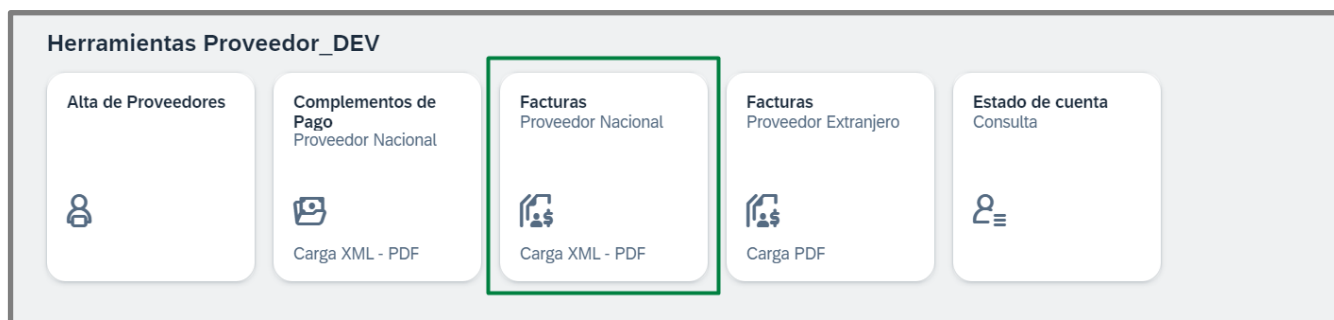 Herramientas Proveedor_DEV
Alta de Proveedores
Complementos de
Pago
Proveedor Nacional
Carga XML - PDF
Facturas
Proveedor Nacional
Carga XML - PDF
Facturas
Proveedor Extranjero
Carga PDF
Estado de cuenta
Consulta